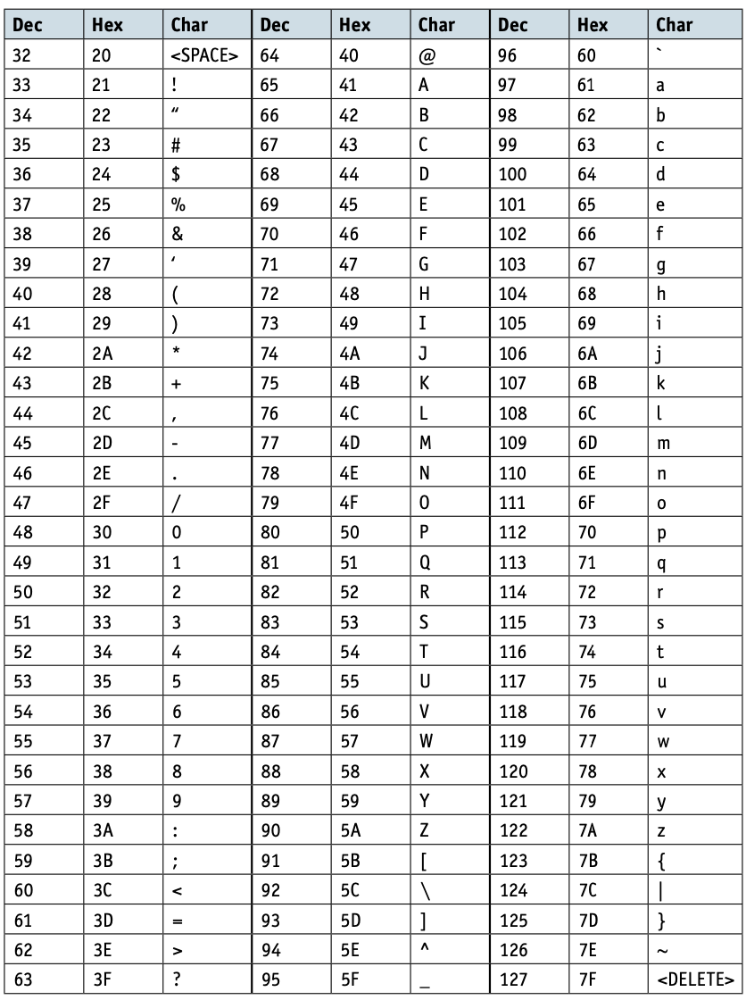 Dec Hex Char Dec Hex Char Dec Hex Char
32 20 <SPACE> 64 40 @ 96 60 `
33 21 ! 65 41 A 97 61 a
34 22 “ 66 42 B 98 62 b
35 23 # 67 43 C 99 63 c
36 24 $ 68 44 D 100 64 d
37 25 % 69 45 E 101 65 e
38 26 & 70 46 F 102 66 f
39 27 ‘ 71 47 G 103 67 g
40 28 ( 72 48 H 104 68 h
41 29 ) 73 49 I 105 69 i
42 2A * 74 4A J 106 6A j
43 2B + 75 4B K 107 6B k
44 2C , 76 4C L 108 6C l
45 2D - 77 4D M 109 6D m
46 2E . 78 4E N 110 6E n
47 2F / 79 4F O 111 6F o
48 30 0 80 50 P 112 70 p
49 31 1 81 51 Q 113 71 q
50 32 2 82 52 R 114 72 r
51 33 3 83 53 S 115 73 s
52 34 4 84 54 T 116 74 t
53 35 5 85 55 U 117 75 u
54 36 6 86 56 V 118 76 v
55 37 7 87 57 W 119 77 w
56 38 8 88 58 X 120 78 x
57 39 9 89 59 Y 121 79 y
58 3A : 90 5A Z 122 7A z
59 3B ; 91 5B [ 123 7B {
60 3C < 92 5C \ 124 7C |
61 3D = 93 5D ] 125 7D }
62 3E > 94 5E ^ 126 7E ~
63 3F ? 95 5F _ 127 7F <DELETE>